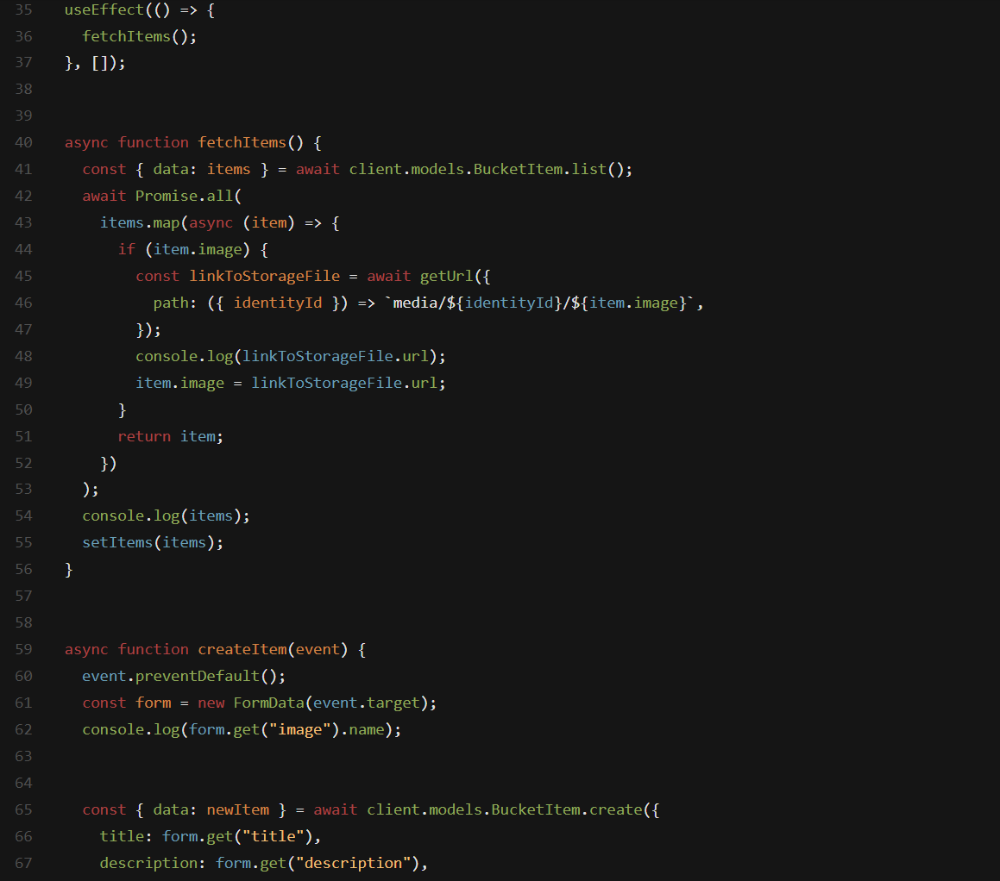 35 useEffect(() => {
36   fetchItems();
37 }, []);
38
39
40 async function fetchItems() {
41   const { data: items } = await client.models.BucketItem.list();
42   await Promise.all(
43     items.map(async (item) => {
44       if (item.image) {
45         const linkToStorageFile = await getUrl({
46           path: ({ identityId }) => `media/${identityId}/${item.image}`,
47         });
48         console.log(linkToStorageFile.url);
49         item.image = linkToStorageFile.url;
50       }
51       return item;
52     })
53   );
54   console.log(items);
55   setItems(items);
56 }
57
58
59 async function createItem(event) {
60   event.preventDefault();
61   const form = new FormData(event.target);
62   console.log(form.get("image").name);
63
64
65   const { data: newItem } = await client.models.BucketItem.create({
66     title: form.get("title"),
67     description: form.get("description"),